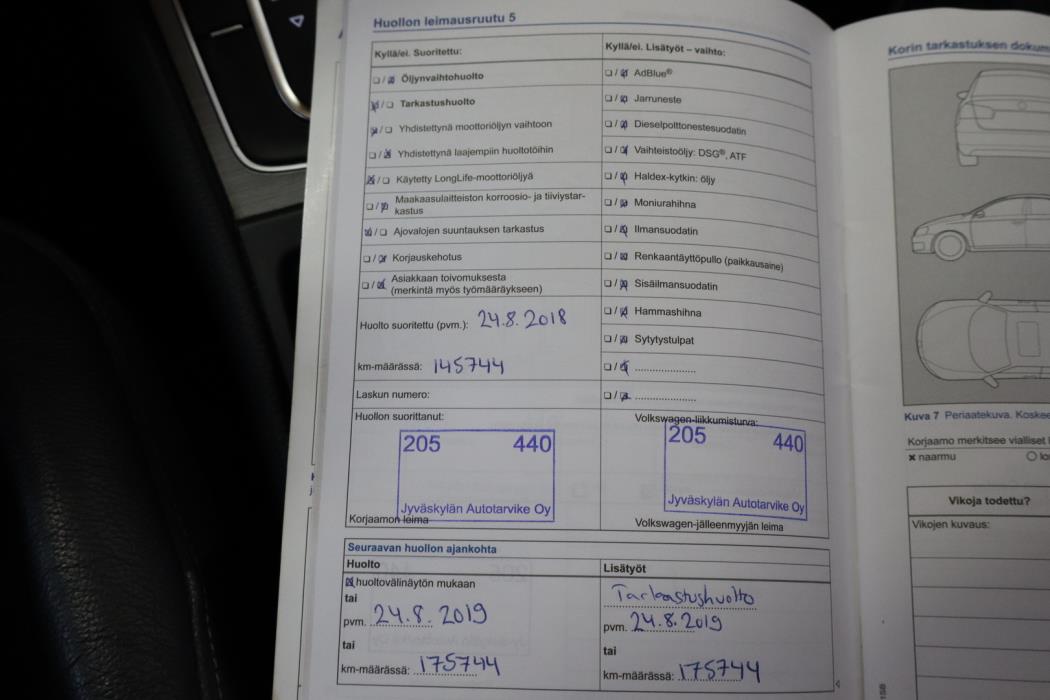 Huollon leimausruutu 5
Kyllä/ei. Suoritettu:
Öljynvaihtohuolto
Tarkastushuolto
Yhdistettynä moottoriöljyn vaihtoon
Yhdistettynä laajempiin huoltotöihin
Käytetty LongLife-moottoriöljyä
Maakaasulaitteiston korroosio- ja tiiviystar-
kastus
Ajovalojen suuntauksen tarkastus
Korjauskehotus
Asiakkaan toivomuksesta
(merkintä myös työmääräykseen)
Huolto suoritettu (pvm.): 24.8.2018
km-määrässä: 145744
Laskun numero:
Huollon suorittanut:
205 440
Jyväskylän Autotarvike Oy
Korjaamon leima
Kyllä/ei. Lisätyöt – vaihto:
AdBlue®
Jarruneste
Dieselpolttonestesuodatin
Vaihteistoöljy: DSG®, ATF
Haldex-kytkin: öljy
Moniurahihna
Ilmansuodatin
Renkaantäyttöpullo (paikkausaine)
Sisäilmansuodatin
Hammashihna
Sytytystulpat
Volkswagen-liikkumisturva:
205 440
Jyväskylän Autotarvike Oy
Volkswagen-jälleenmyyjän leima
Seuraavan huollon ajankohta
Huolto
huoltovälinäytön mukaan
tai
pvm. 24.8.2019
tai
km-määrässä: 175744
Lisätyöt
Tarkastushuolto
pvm. 24.8.2019
tai
km-määrässä: 175744
Korin tarkastuksen dokum
Kuva 7 Periaatekuva. Koskee
Korjaamo merkitsee vialliset
x naarmu
Vikoja todettu?
Vikojen kuvaus: